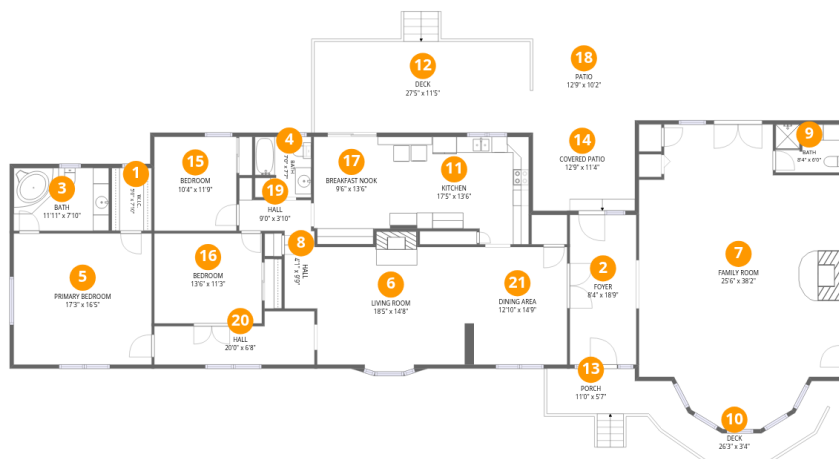 12
DECK
27'5" x 11'5"
18
PATIO
12'9" x 10'2"
4
BATH
9
BATH
8'4" x 6'0"
15
BEDROOM
10'4" x 11'9"
17
BREAKFAST NOOK
9'6" x 13'6"
11
KITCHEN
17'5" x 13'6"
14
COVERED PATIO
12'9" x 11'4"
1
W.I.C.
3
BATH
11'11" x 7'10"
19
HALL
9'0" x 3'10"
8
HALL
4'1" x 9'9"
16
BEDROOM
13'6" x 11'3"
5
PRIMARY BEDROOM
17'3" x 16'5"
6
LIVING ROOM
18'5" x 14'8"
21
DINING AREA
12'10" x 14'9"
2
FOYER
8'4" x 18'9"
7
FAMILY ROOM
25'6" x 38'2"
20
HALL
20'0" x 6'8"
13
PORCH
11'0" x 5'7"
10
DECK
26'3" x 3'4"